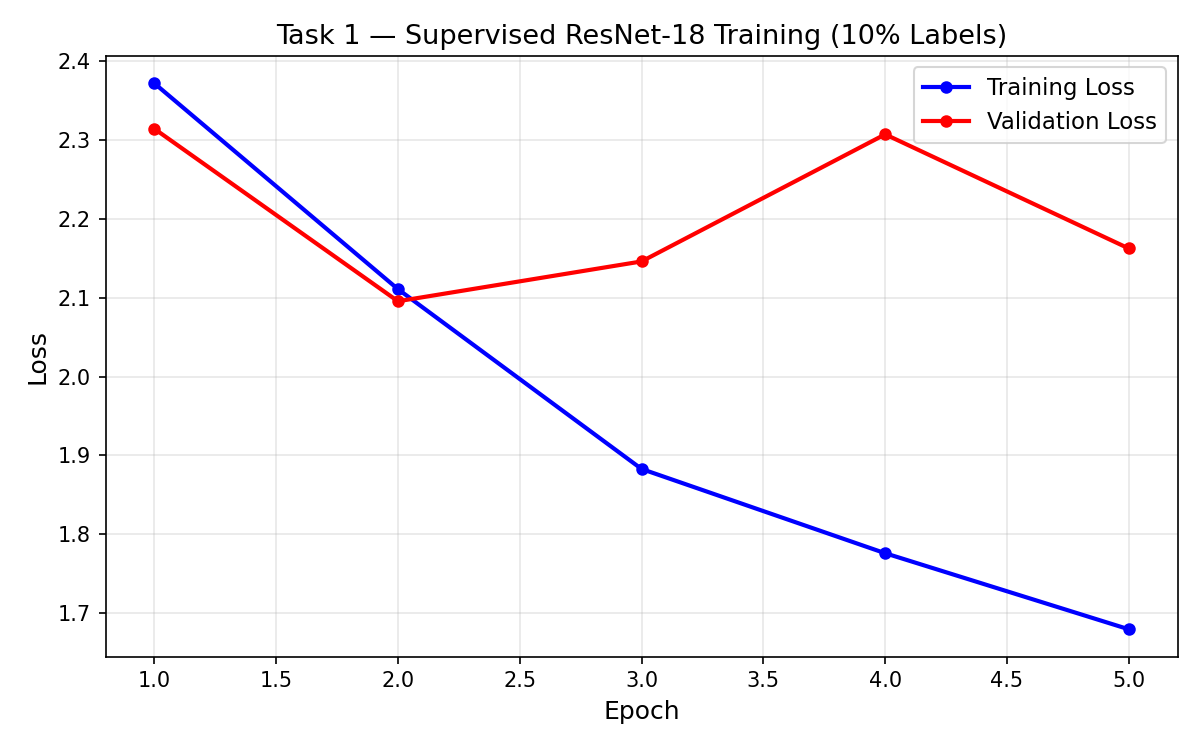 Task 1 — Supervised ResNet-18 Training (10% Labels)
Training Loss
Validation Loss
Loss
2.4
2.3
2.2
2.1
2.0
1.9
1.8
1.7
1.0 1.5 2.0 2.5 3.0 3.5 4.0 4.5 5.0
Epoch